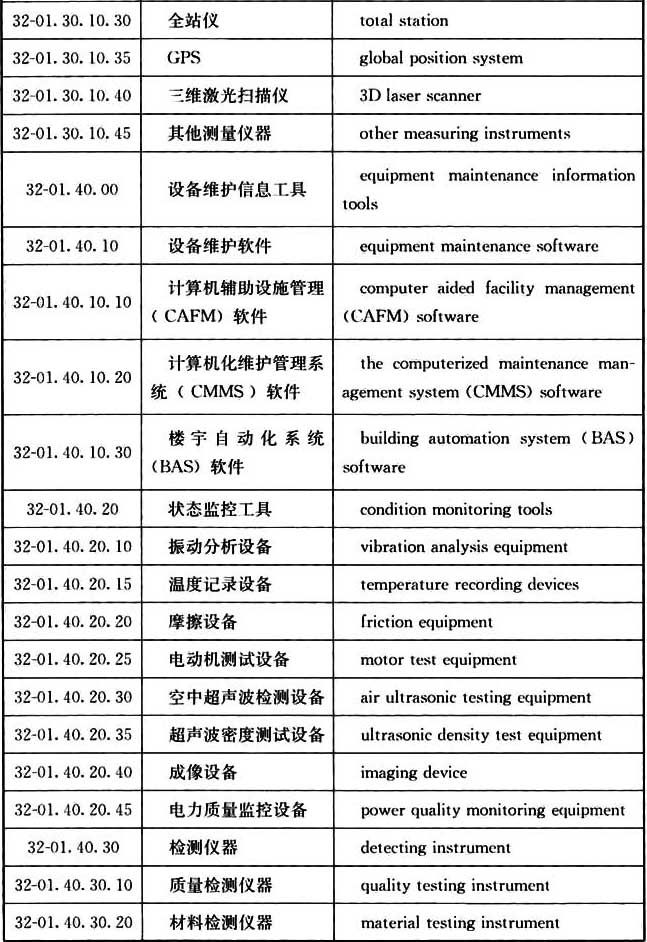 32-01.30.10.30 全站仪 total station
32-01.30.10.35 GPS global position system
32-01.30.10.40 三维激光扫描仪 3D laser scanner
32-01.30.10.45 其他测量仪器 other measuring instruments
32-01.40.00 设备维护信息工具 equipment maintenance information
tools
32-01.40.10 设备维护软件 equipment maintenance software
32-01.40.10.10 计算机辅助设施管理
(CAFM)软件
computer aided facility management
(CAFM) software
32-01.40.10.20 计算机化维护管理系
统(CMMS)软件
the computerized maintenance man-
agement system (CMMS) software
32-01.40.10.30 楼宇自动化系统
(BAS)软件
building automation system (BAS)
software
32-01.40.20 状态监控工具 condition monitoring tools
32-01.40.20.10 振动分析设备 vibration analysis equipment
32-01.40.20.15 温度记录设备 temperature recording devices
32-01.40.20.20 摩擦设备 friction equipment
32-01.40.20.25 电动机测试设备 motor test equipment
32-01.40.20.30 空中超声波检测设备 air ultrasonic testing equipment
32-01.40.20.35 超声波密度测试设备 ultrasonic density test equipment
32-01.40.20.40 成像设备 imaging device
32-01.40.20.45 电力质量监控设备 power quality monitoring equipment
32-01.40.30 检测仪器 detecting instrument
32-01.40.30.10 质量检测仪器 quality testing instrument
32-01.40.30.20 材料检测仪器 material testing instrument